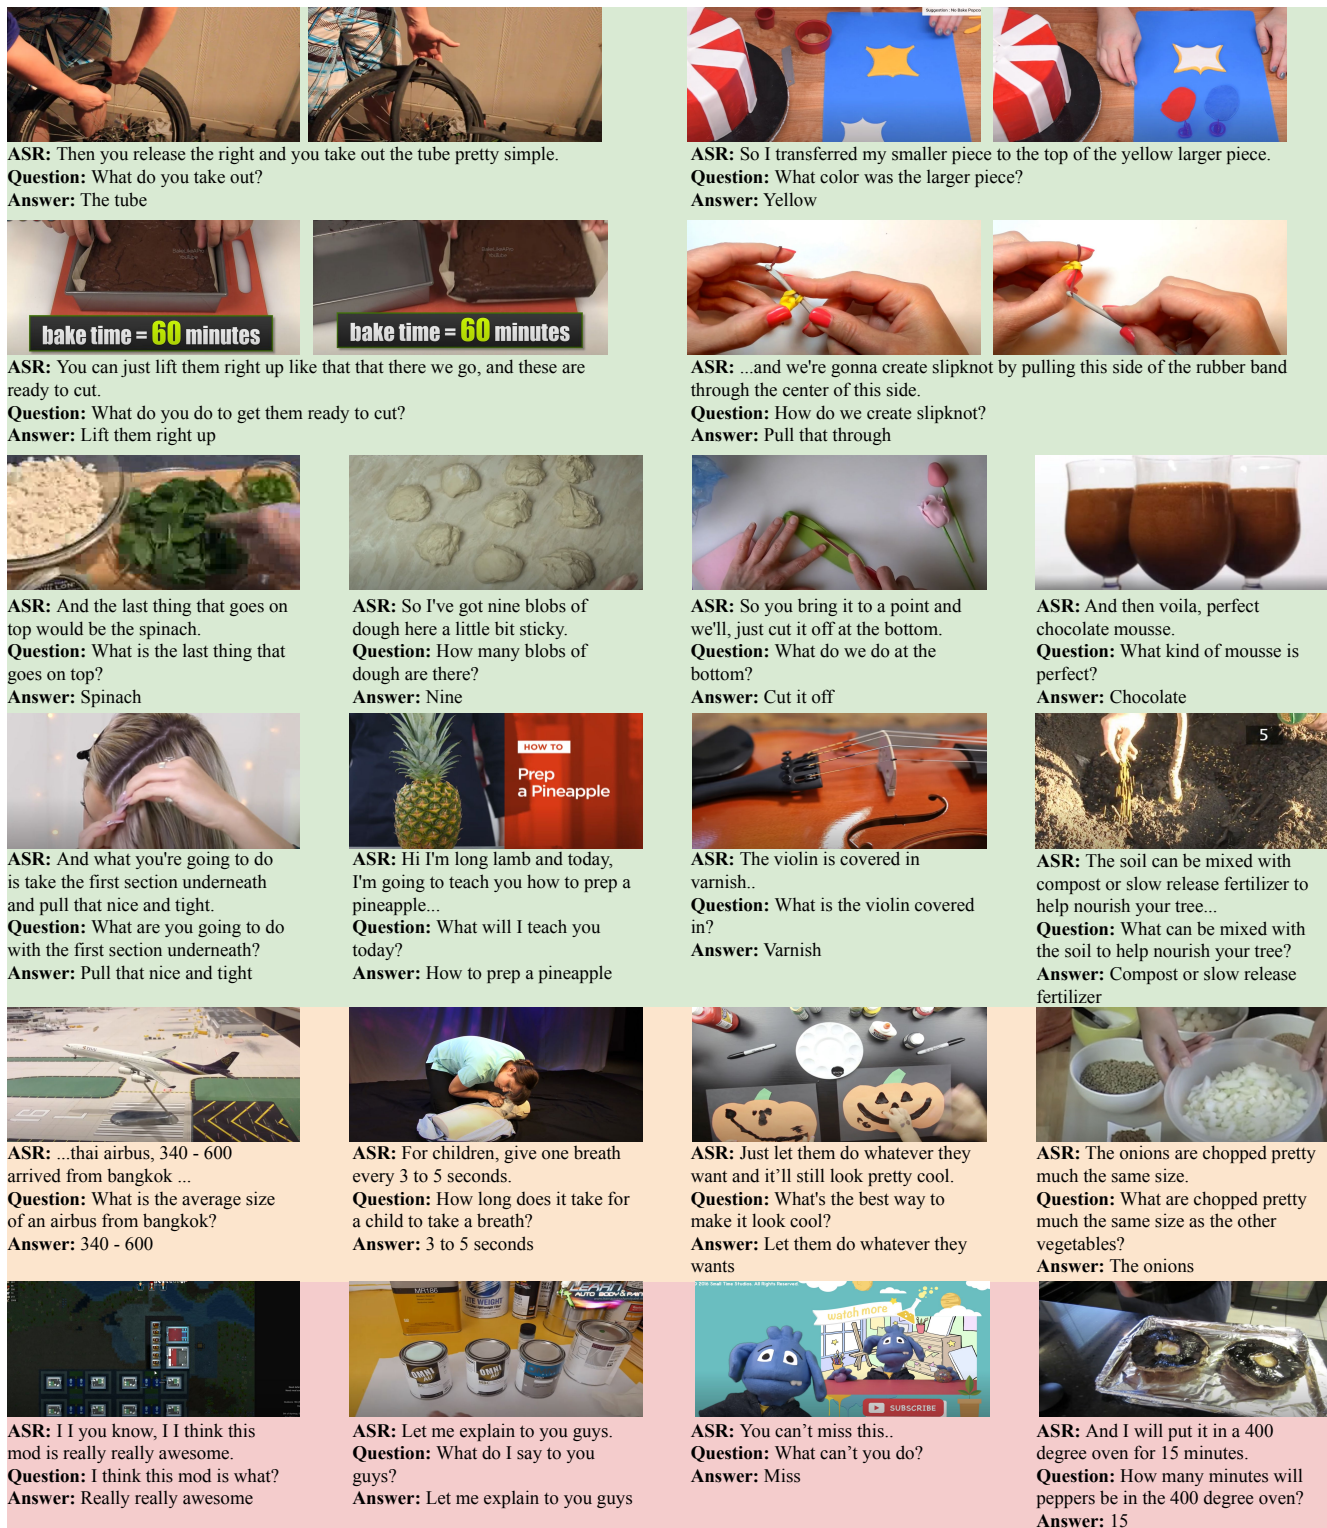 Suggestion : No Bake Popco
ASR: Then you release the right and you take out the tube pretty simple.
Question: What do you take out?
Answer: The tube
ASR: So I transferred my smaller piece to the top of the yellow larger piece.
Question: What color was the larger piece?
Answer: Yellow
bake time = 60 minutes
bake time = 60 minutes
ASR: You can just lift them right up like that that there we go, and these are
ready to cut.
Question: What do you do to get them ready to cut?
Answer: Lift them right up
ASR: ...and we're gonna create slipknot by pulling this side of the rubber band
through the center of this side.
Question: How do we create slipknot?
Answer: Pull that through
ASR: And the last thing that goes on
top would be the spinach.
Question: What is the last thing that
goes on top?
Answer: Spinach
ASR: So I've got nine blobs of
dough here a little bit sticky.
Question: How many blobs of
dough are there?
Answer: Nine
ASR: So you bring it to a point and
we'll, just cut it off at the bottom.
Question: What do we do at the
bottom?
Answer: Cut it off
ASR: And then voila, perfect
chocolate mousse.
Question: What kind of mousse is
perfect?
Answer: Chocolate
HOW TO
Prep
a Pineapple
5
ASR: And what you're going to do
is take the first section underneath
and pull that nice and tight.
Question: What are you going to do
with the first section underneath?
Answer: Pull that nice and tight
ASR: Hi I'm long lamb and today,
I'm going to teach you how to prep a
pineapple...
Question: What will I teach you
today?
Answer: How to prep a pineapple
ASR: The violin is covered in
varnish..
Question: What is the violin covered
in?
Answer: Varnish
ASR: The soil can be mixed with
compost or slow release fertilizer to
help nourish your tree...
Question: What can be mixed with
the soil to help nourish your tree?
Answer: Compost or slow release
fertilizer
ASR: ...thai airbus, 340 - 600
arrived from bangkok ...
Question: What is the average size
of an airbus from bangkok?
Answer: 340 - 600
ASR: For children, give one breath
every 3 to 5 seconds.
Question: How long does it take for
a child to take a breath?
Answer: 3 to 5 seconds
ASR: Just let them do whatever they
want and it'll still look pretty cool.
Question: What's the best way to
make it look cool?
Answer: Let them do whatever they
wants
ASR: The onions are chopped pretty
much the same size.
Question: What are chopped pretty
much the same size as the other
vegetables?
Answer: The onions
MR186
LITE WEIGHT
LEARN
AUTO BODY & PAINT
OMNI
OMNI
2016 Small Time Studios. All Rights Reserved
watch more
SUBSCRIBE
ASR: I I you know, I I think this
mod is really really awesome.
Question: I think this mod is what?
Answer: Really really awesome
ASR: Let me explain to you guys.
Question: What do I say to you
guys?
Answer: Let me explain to you guys
ASR: You can't miss this..
Question: What can't you do?
Answer: Miss
ASR: And I will put it in a 400
degree oven for 15 minutes.
Question: How many minutes will
peppers be in the 400 degree oven?
Answer: 15